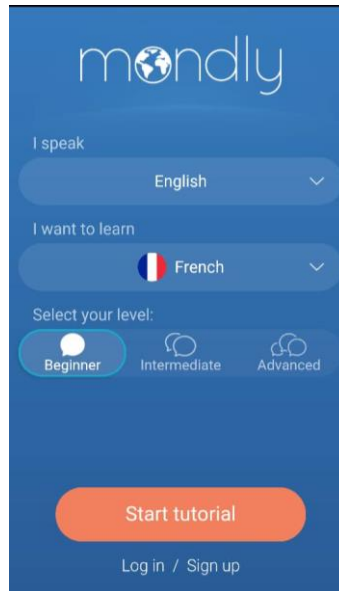 mondly
I speak
English
I want to learn
French
Select your level:
Beginner Intermediate Advanced
Start tutorial
Log in / Sign up